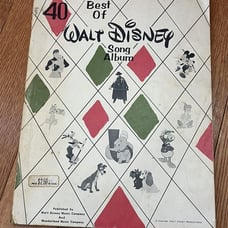 40
Best Of
WALT DISNEY
Song
Album
Published by
Walt Disney Music Company
And
Wonderland Music Company